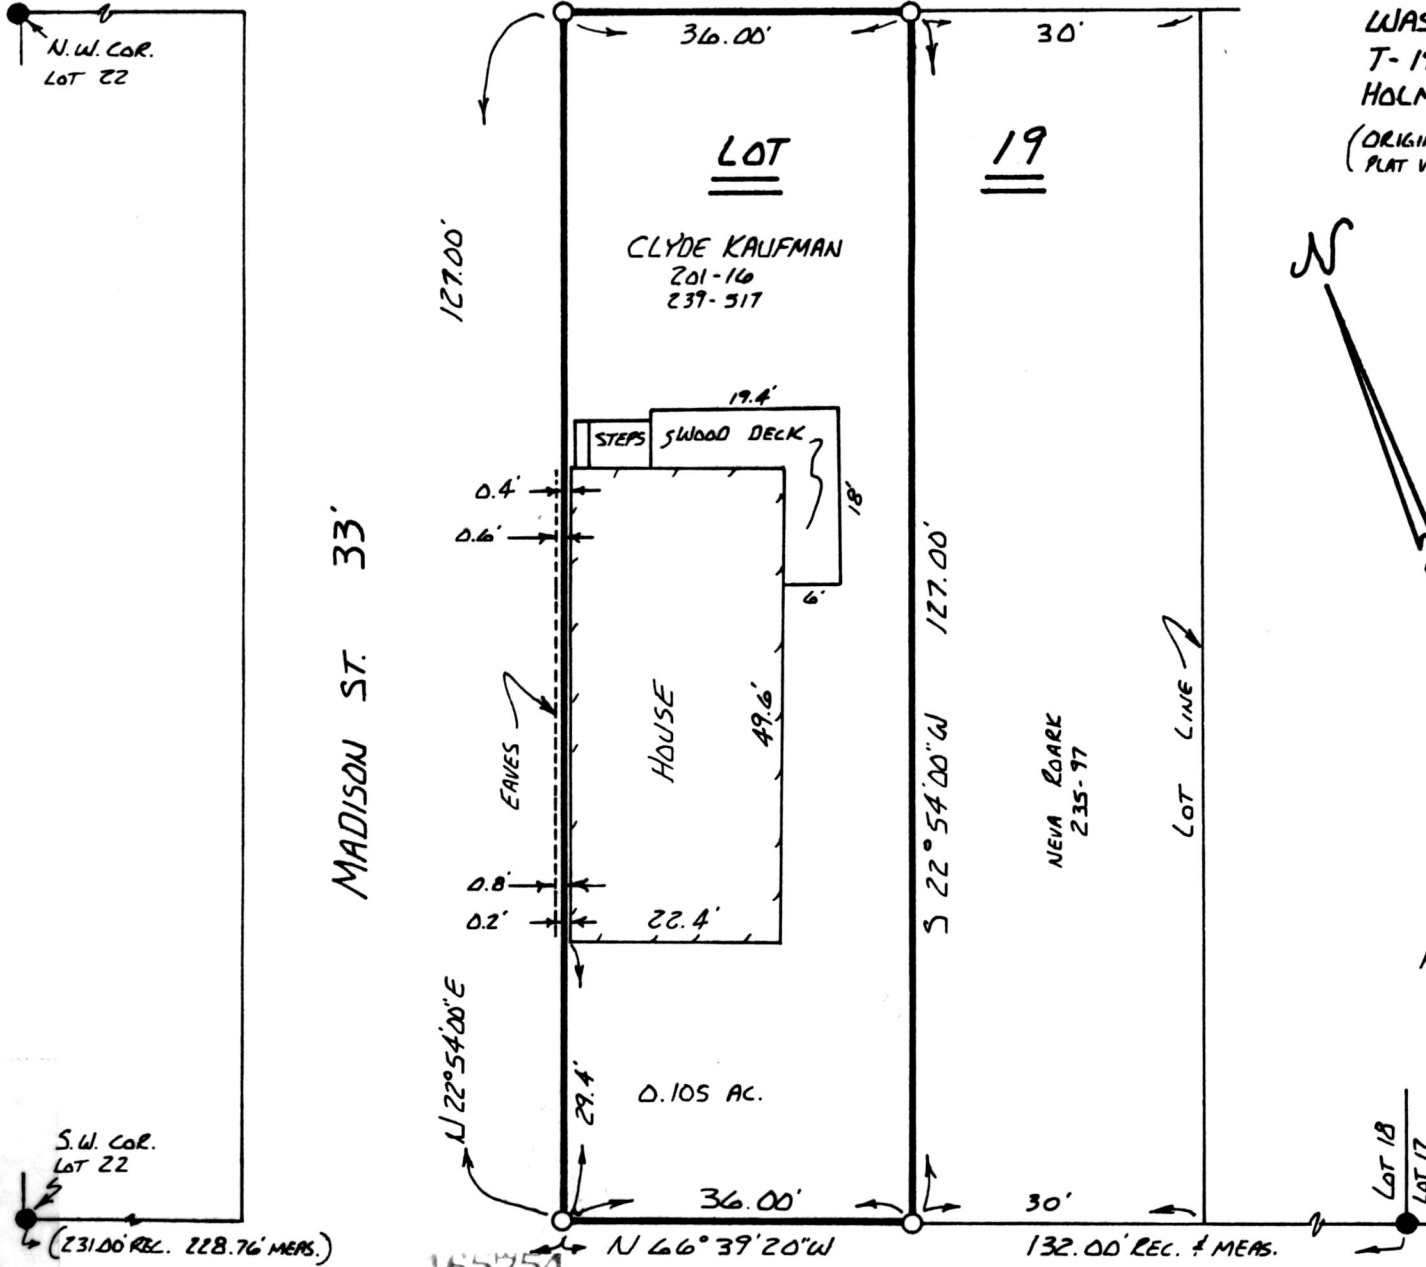 N.W. COR.
LOT 22
36.00'
30'
LOT
19
CLYDE KAUFMAN
201-16
239-517
127.00'
N
19.4'
STEPS
WOOD DECK
18'
6'
0.4'
0.6'
MADISON ST. 33'
EAVES
HOUSE
49.6'
22.4'
0.8'
0.2'
S 22°54'00"W 127.00'
NEVA ROARK
235-97
LOT LINE
N 22°54'00"E
29.4'
0.105 AC.
S.W. COR.
LOT 22
36.00'
30'
LOT 18
LOT 17
(231.00' REC. 228.76' MEAS.)
N 66°39'20"W
132.00' REC. & MEAS.